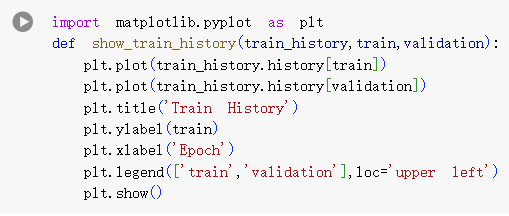 import matplotlib.pyplot as plt
def show_train_history(train_history,train,validation):
    plt.plot(train_history.history[train])
    plt.plot(train_history.history[validation])
    plt.title('Train History')
    plt.ylabel(train)
    plt.xlabel('Epoch')
    plt.legend(['train','validation'],loc='upper left')
    plt.show()